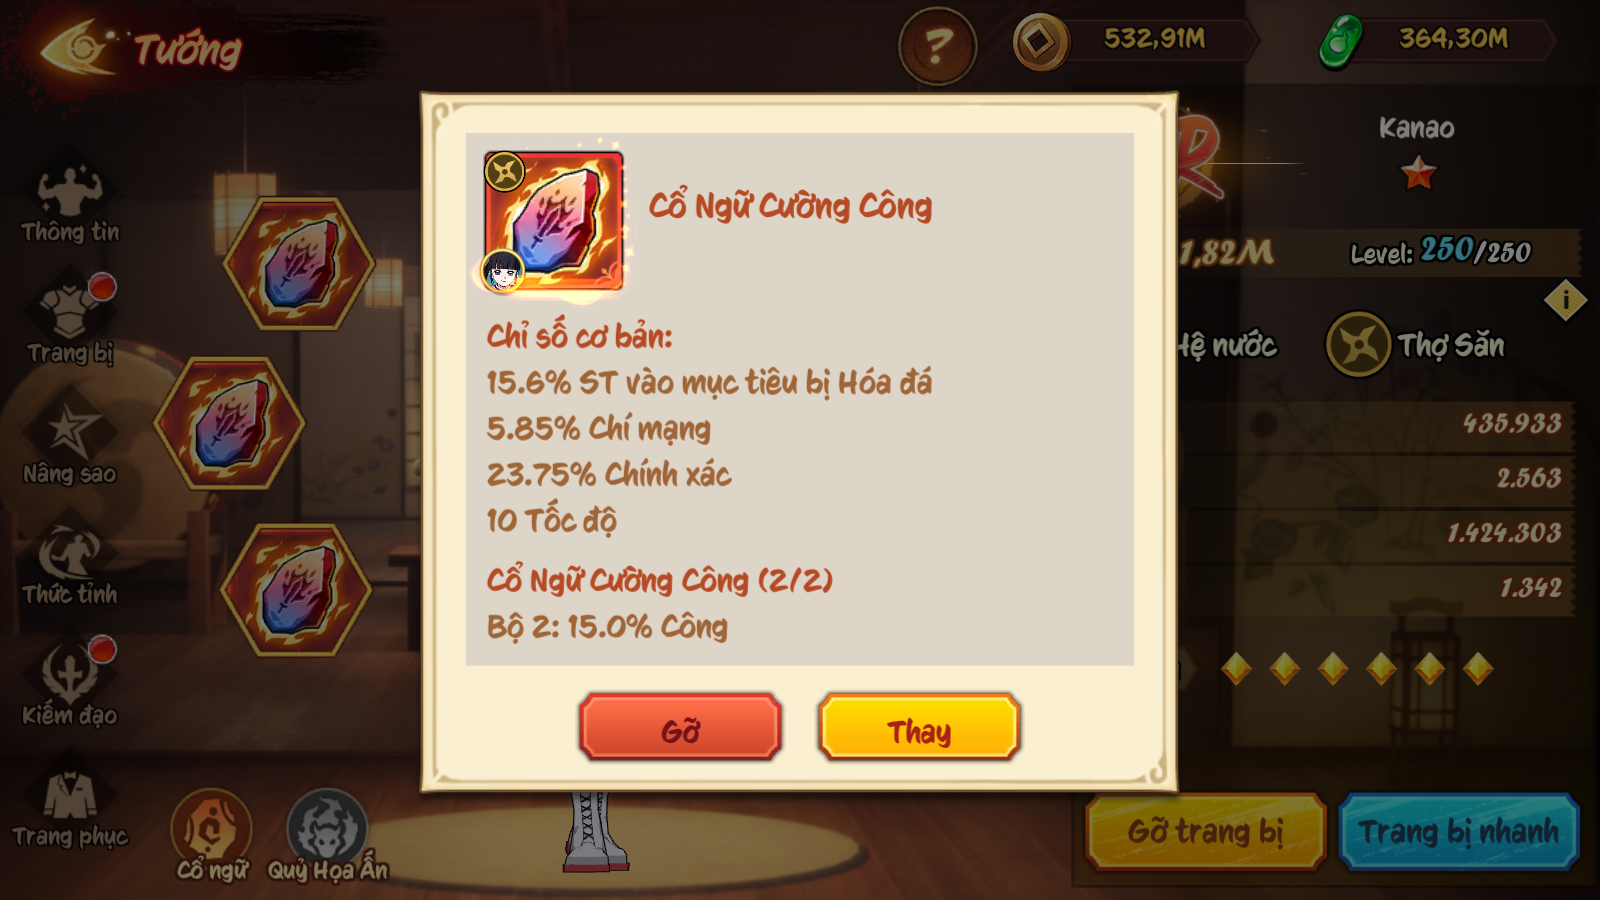 Tướng
?
532,91M
364,30M
R
Kanao
Thông tin
Trang bị
Nâng sao
Thức tỉnh
Kiếm đạo
Trang phục
Cổ ngữ
Quỷ Họa Ấn
Cổ Ngữ Cường Công
Chỉ số cơ bản:
15.6% ST vào mục tiêu bị Hóa đá
5.85% Chí mạng
23.75% Chính xác
10 Tốc độ
Cổ Ngữ Cường Công (2/2)
Bộ 2: 15.0% Công
Gỡ
Thay
1,82M
Level: 250/250
i
Hệ nước
Thợ Săn
435.933
2.563
1.424.303
1.342
Gỡ trang bị
Trang bị nhanh